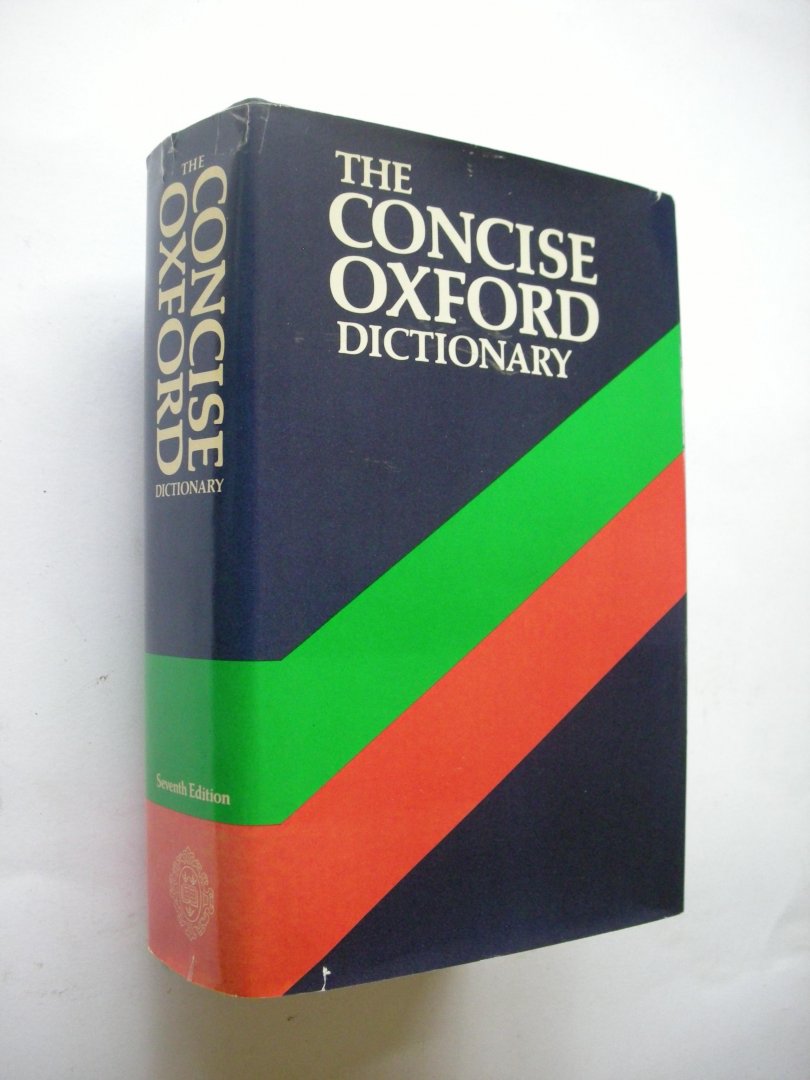 THE
CONCISE
OXFORD
DICTIONARY
THE
CONCISE
OXFORD
DICTIONARY
Seventh Edition